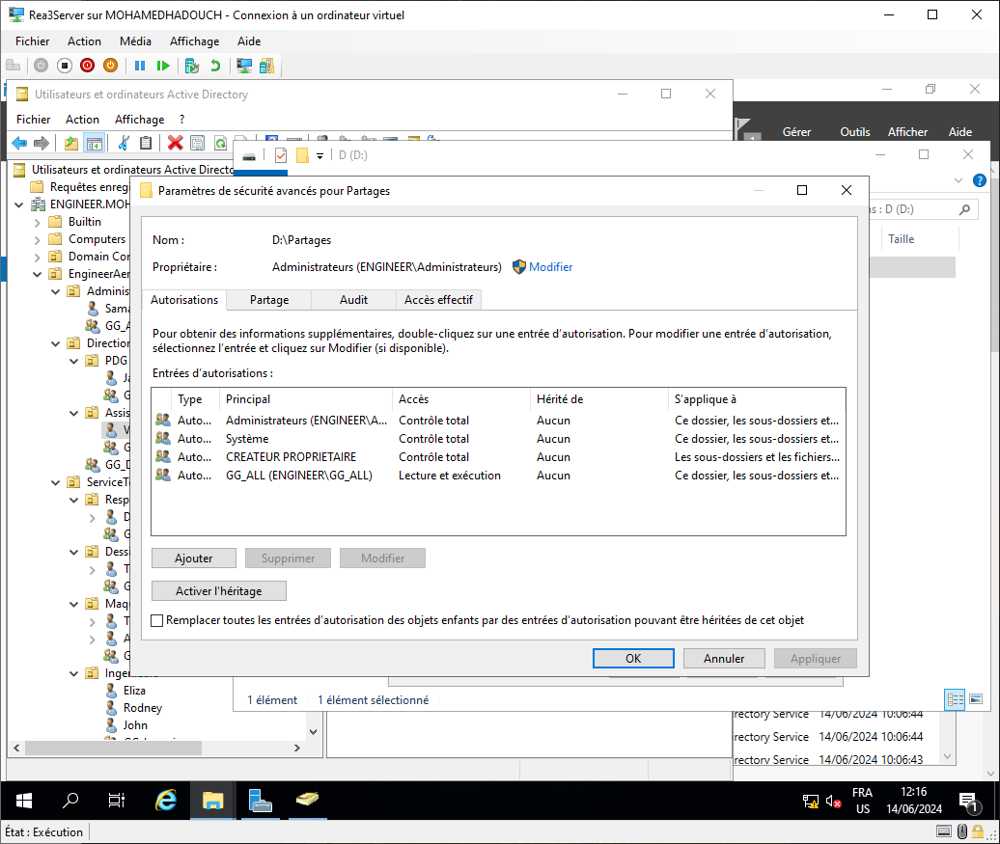 Rea3Server sur MOHAMEDHADOUCH - Connexion à un ordinateur virtuel
Fichier Action Média Affichage Aide
Utilisateurs et ordinateurs Active Directory
Fichier Action Affichage ?
Gérer Outils Afficher Aide
D (D:)
Utilisateurs et ordinateurs Active Directo
Requêtes enreg
ENGINEER.MOH
Builtin
Computers
Domain Con
EngineerAer
Adminis
Sama
GG_A
Direction
PDG
Assis
GG_D
ServiceTe
Resp
Dessi
Maq
Ingen
Eliza
Rodney
John
: D (D:)
Taille
Paramètres de sécurité avancés pour Partages
Nom : D:\Partages
Propriétaire : Administrateurs (ENGINEER\Administrateurs) Modifier
Autorisations Partage Audit Accès effectif
Pour obtenir des informations supplémentaires, double-cliquez sur une entrée d'autorisation. Pour modifier une entrée d'autorisation,
sélectionnez l'entrée et cliquez sur Modifier (si disponible).
Entrées d'autorisations :
Type Principal Accès Hérité de S'applique à
Auto... Administrateurs (ENGINEER\A... Contrôle total Aucun Ce dossier, les sous-dossiers et...
Auto... Système Contrôle total Aucun Ce dossier, les sous-dossiers et...
Auto... CREATEUR PROPRIETAIRE Contrôle total Aucun Les sous-dossiers et les fichiers...
Auto... GG_ALL (ENGINEER\GG_ALL) Lecture et exécution Aucun Ce dossier, les sous-dossiers et...
Ajouter Supprimer Modifier
Activer l'héritage
Remplacer toutes les entrées d'autorisation des objets enfants par des entrées d'autorisation pouvant être héritées de cet objet
OK Annuler Appliquer
1 élément 1 élément sélectionné
irectory Service 14/06/2024 10:06:44
irectory Service 14/06/2024 10:06:44
irectory Service 14/06/2024 10:06:43
FRA
US
12:16
14/06/2024
1
État : Exécution